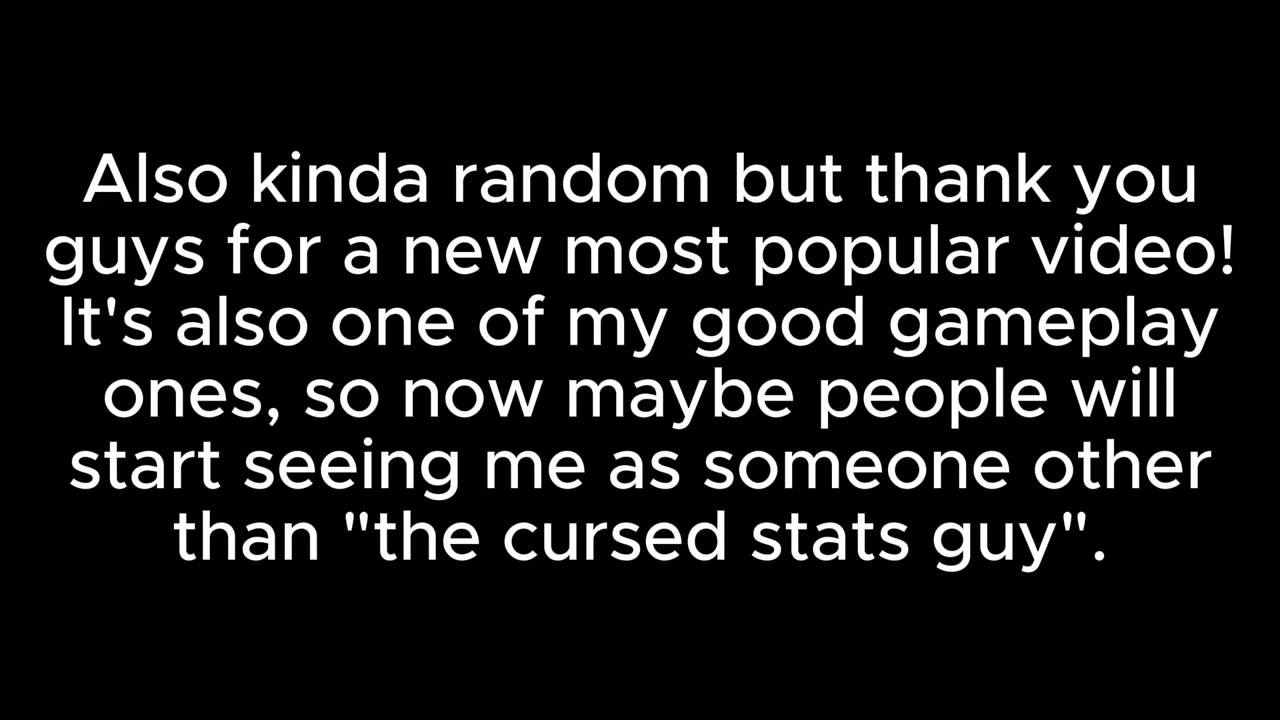 Also kinda random but thank you
guys for a new most popular video!
It's also one of my good gameplay
ones, so now maybe people will
start seeing me as someone other
than "the cursed stats guy".